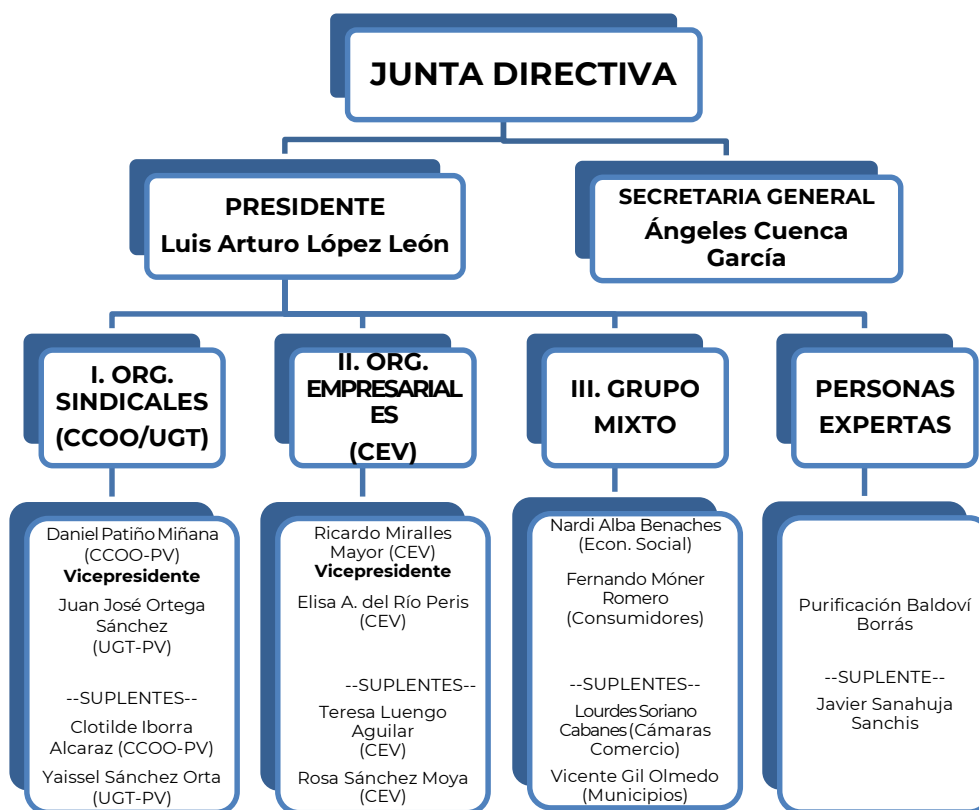 JUNTA DIRECTIVA
PRESIDENTE
Luis Arturo López León
SECRETARIA GENERAL
Ángeles Cuenca
García
I. ORG.
SINDICALES
(CCOO/UGT)
II. ORG.
EMPRESARIAL
ES
(CEV)
III. GRUPO
MIXTO
PERSONAS
EXPERTAS
Daniel Patiño Miñana
(CCOO-PV)
Vicepresidente
Juan José Ortega
Sánchez
(UGT-PV)
--SUPLENTES--
Clotilde Iborra
Alcaraz (CCOO-PV)
Yaissel Sánchez Orta
(UGT-PV)
Ricardo Miralles
Mayor (CEV)
Vicepresidente
Elisa A. del Río Peris
(CEV)
--SUPLENTES--
Teresa Luengo
Aguilar
(CEV)
Rosa Sánchez Moya
(CEV)
Nardi Alba Benaches
(Econ. Social)
Fernando Móner
Romero
(Consumidores)
--SUPLENTES--
Lourdes Soriano
Cabanes (Cámaras
Comercio)
Vicente Gil Olmedo
(Municipios)
Purificación Baldoví
Borrás
--SUPLENTE--
Javier Sanahuja
Sanchis